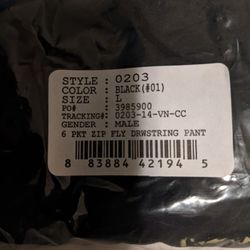 STYLE : 0203
COLOR : BLACK(#01)
SIZE : L
PO# : 3985900
TRACKING#: 0203-14-VN-CC
GENDER : MALE
6 PKT ZIP FLY DRWSTRING PANT
8 83884 42194 5